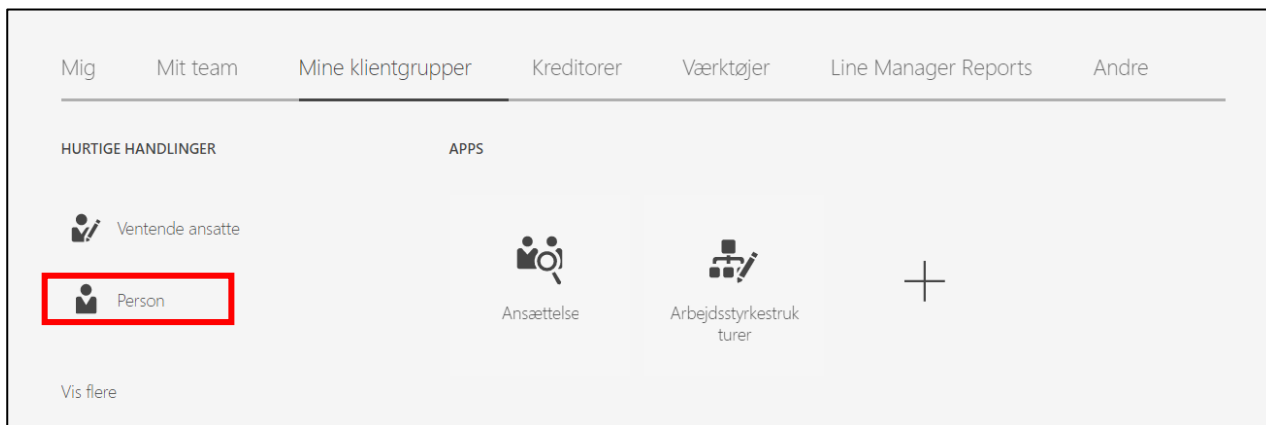 Mig Mit team Mine klientgrupper Kreditorer Værktøjer Line Manager Reports Andre
HURTIGE HANDLINGER
APPS
Ventende ansatte
Person
Vis flere
Ansættelse
Arbejdsstyrkestruk
turer